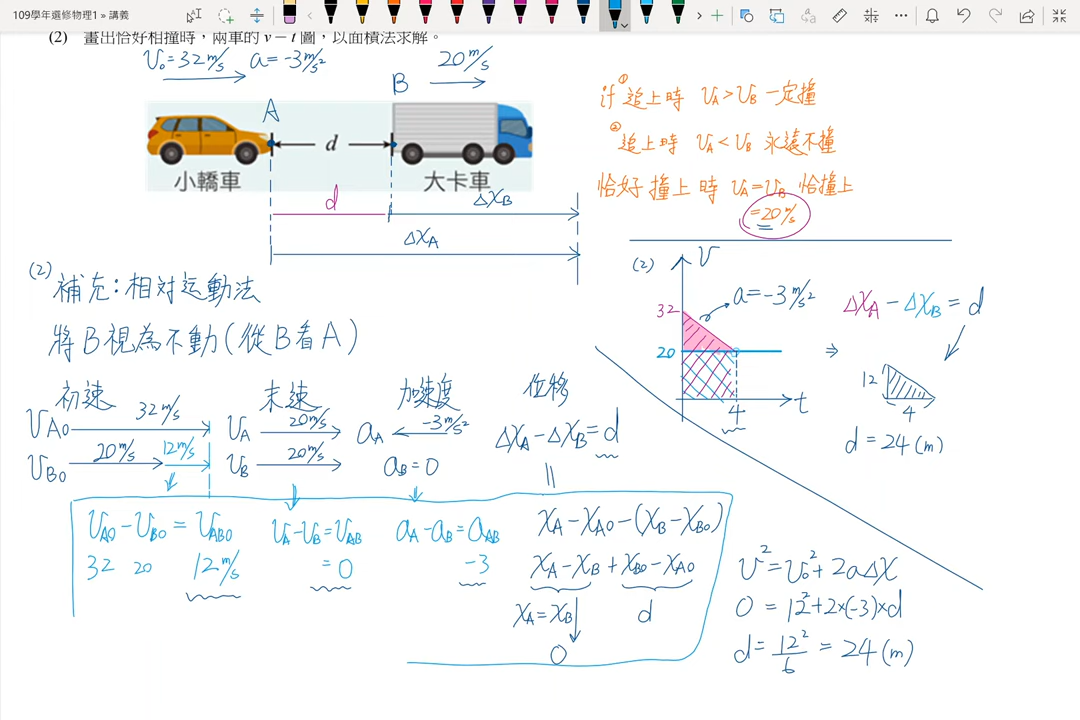 109學年選修物理1 » 講義
(2) 畫出恰好相撞時，兩車的 v－t 圖，以面積法求解。
V₀=32m/s a=-3m/s² 20m/s
A B
d
小轎車 大卡車
d ΔXB
ΔXA
if ①追上時 VA>VB 一定撞
②追上時 VA<VB 永遠不撞
恰好撞上時 VA=VB 恰撞上
=20m/s
(2) V
32 a=-3m/s²
20
4 t
⇒ ΔXA-ΔXB=d
12
4
d=24(m)
(2) 補充:相對运動法
將B視為不動(從B看A)
初速 末速 加速度 位移
VA0 32m/s VA 20m/s aA -3m/s² ΔXA-ΔXB=d
VB0 20m/s 12m/s VB 20m/s aB=0
VA0-VB0=VAB0 VA-VB=VAB aA-aB=aAB XA-XA0-(XB-XB0)
32 20 12m/s =0 -3 XA-XB+XB0-XA0
XA=XB d
0
V²=V₀²+2aΔX
0=12²+2×(-3)×d
d=12²/6=24(m)